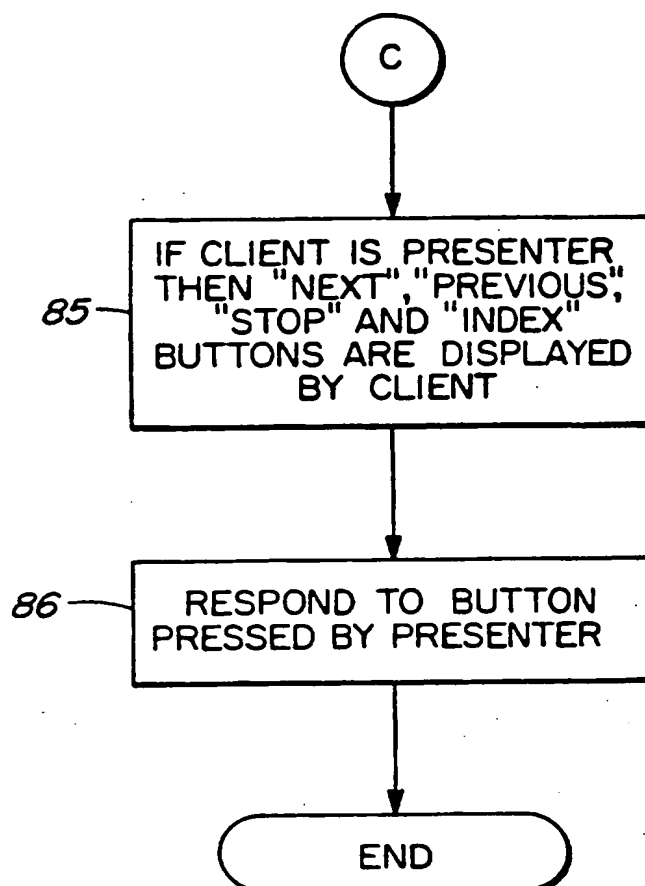 C
85
IF CLIENT IS PRESENTER
THEN "NEXT", "PREVIOUS",
"STOP" AND "INDEX"
BUTTONS ARE DISPLAYED
BY CLIENT
86
RESPOND TO BUTTON
PRESSED BY PRESENTER
END